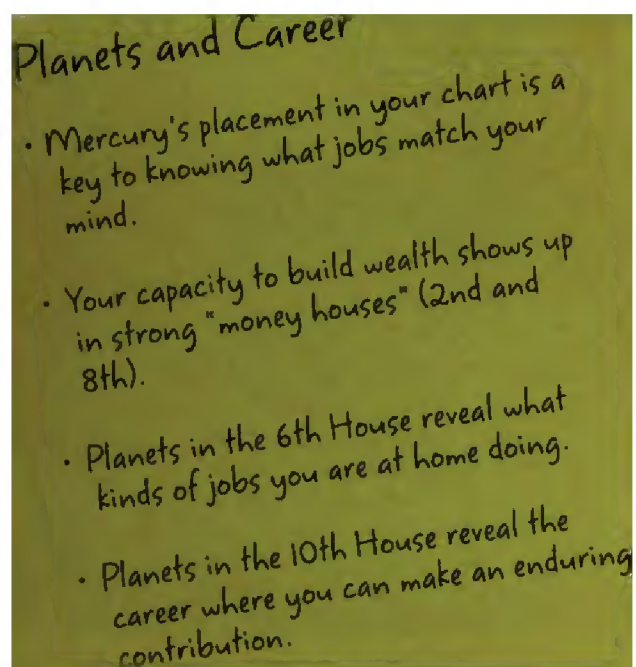 Planets and Career
• Mercury's placement in your chart is a
key to knowing what jobs match your
mind.
• Your capacity to build wealth shows up
in strong "money houses" (2nd and
8th).
• Planets in the 6th House reveal what
kinds of jobs you are at home doing.
• Planets in the 10th House reveal the
career where you can make an enduring
contribution.